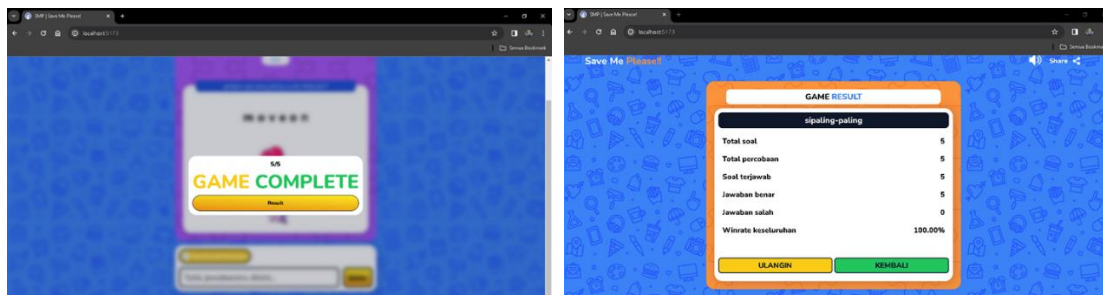 SMP | Save Me Please!
localhost:5173
Semua Bookmark
5/5
GAME COMPLETE
Result
SMP | Save Me Please!
localhost:5173
Save Me Please!!
Share
GAME RESULT
sipaling-paling
Total soal 5
Total percobaan 5
Soal terjawab 5
Jawaban benar 5
Jawaban salah 0
Winrate keseluruhan 100.00%
ULANGIN KEMBALI